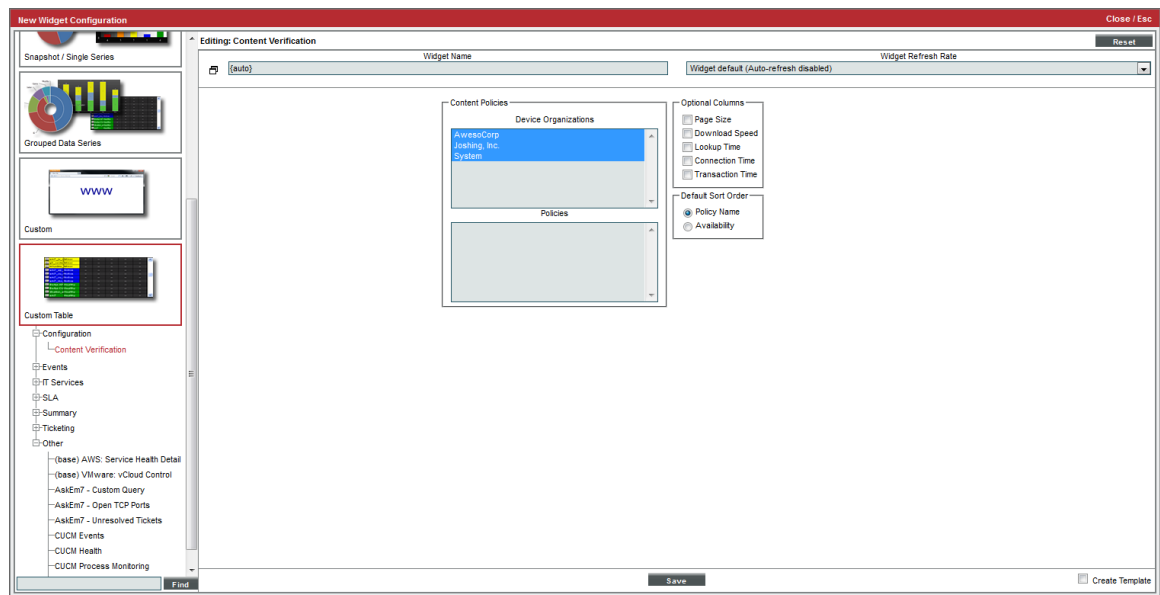 New Widget Configuration
Close / Esc
Snapshot / Single Series
Grouped Data Series
WWW
Custom
Custom Table
Configuration
Content Verification
Events
IT Services
SLA
Summary
Ticketing
Other
(base) AWS: Service Health Detail
(base) VMware: vCloud Control
AskEm7 - Custom Query
AskEm7 - Open TCP Ports
AskEm7 - Unresolved Tickets
CUCM Events
CUCM Health
CUCM Process Monitoring
Find
Editing: Content Verification
Reset
Widget Name
Widget Refresh Rate
{auto}
Widget default (Auto-refresh disabled)
Content Policies
Device Organizations
AwesoCorp
Joshing, Inc.
System
Policies
Optional Columns
Page Size
Download Speed
Lookup Time
Connection Time
Transaction Time
Default Sort Order
Policy Name
Availability
Save
Create Template